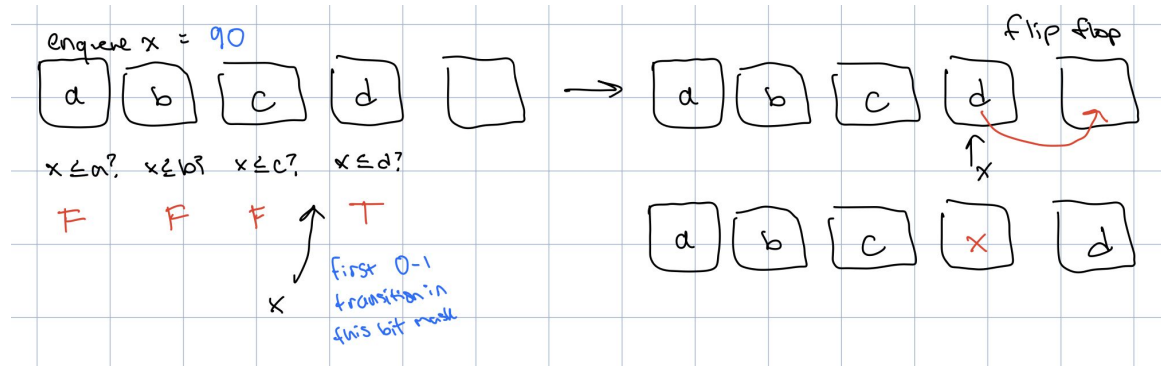 enqueue x = 90
flip flop
a b c d
a b c d
x ≤ a? x ≤ b? x ≤ c? x ≤ d?
x
F F F T
a b c x d
first 0-1
transition in
this bit mask
x